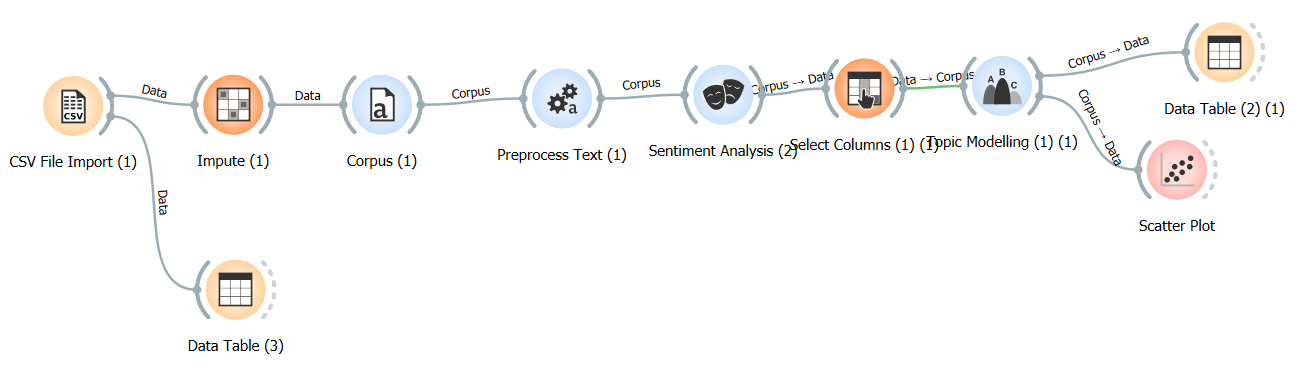 CSV
CSV File Import (1)
Data
Data
Impute (1)
Data
a
Corpus (1)
Corpus
a
Preprocess Text (1)
Corpus
Sentiment Analysis (2)
Corpus → Data
Select Columns (1) (1)
Data → Corpus
A B C
Topic Modelling (1) (1)
Corpus → Data
Data Table (2) (1)
Corpus → Data
Scatter Plot
Data Table (3)